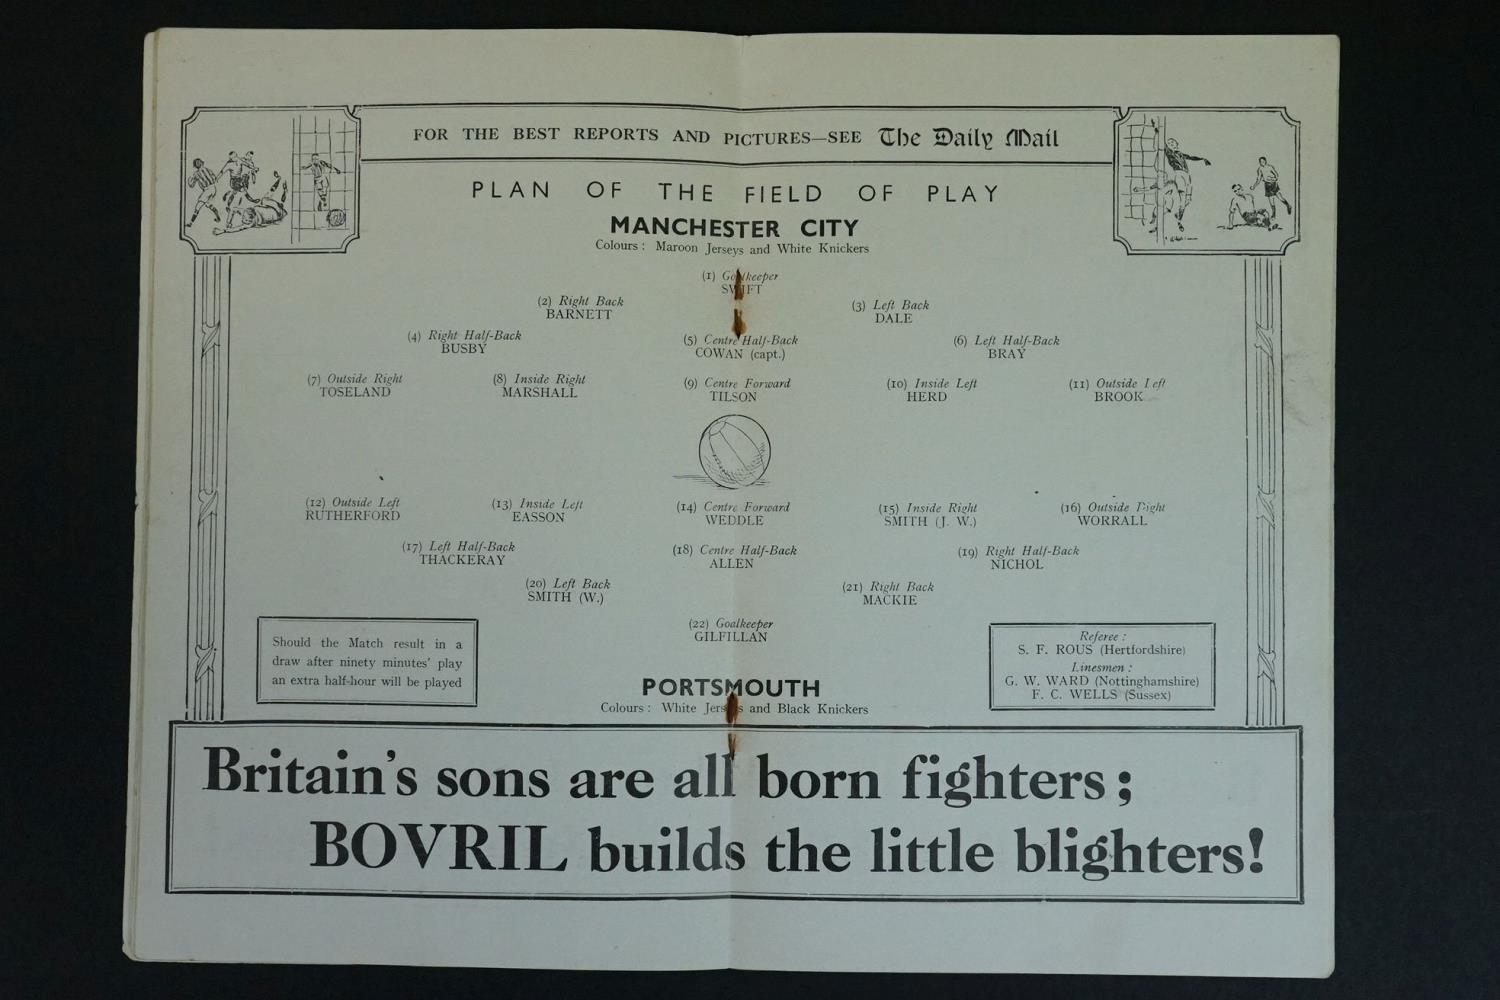 FOR THE BEST REPORTS AND PICTURES—SEE The Daily Mail
PLAN OF THE FIELD OF PLAY
MANCHESTER CITY
Colours : Maroon Jerseys and White Knickers
(1) Goalkeeper
SWIFT
(2) Right Back
BARNETT
(3) Left Back
DALE
(4) Right Half-Back
BUSBY
(5) Centre Half-Back
COWAN (capt.)
(6) Left Half-Back
BRAY
(7) Outside Right
TOSELAND
(8) Inside Right
MARSHALL
(9) Centre Forward
TILSON
(10) Inside Left
HERD
(11) Outside Left
BROOK
(12) Outside Left
RUTHERFORD
(13) Inside Left
EASSON
(14) Centre Forward
WEDDLE
(15) Inside Right
SMITH (J. W.)
(16) Outside Right
WORRALL
(17) Left Half-Back
THACKERAY
(18) Centre Half-Back
ALLEN
(19) Right Half-Back
NICHOL
(20) Left Back
SMITH (W.)
(21) Right Back
MACKIE
(22) Goalkeeper
GILFILLAN
Should the Match result in a
draw after ninety minutes' play
an extra half-hour will be played
Referee :
S. F. ROUS (Hertfordshire)
Linesmen :
G. W. WARD (Nottinghamshire)
F. C. WELLS (Sussex)
PORTSMOUTH
Colours : White Jerseys and Black Knickers
Britain's sons are all born fighters ;
BOVRIL builds the little blighters!